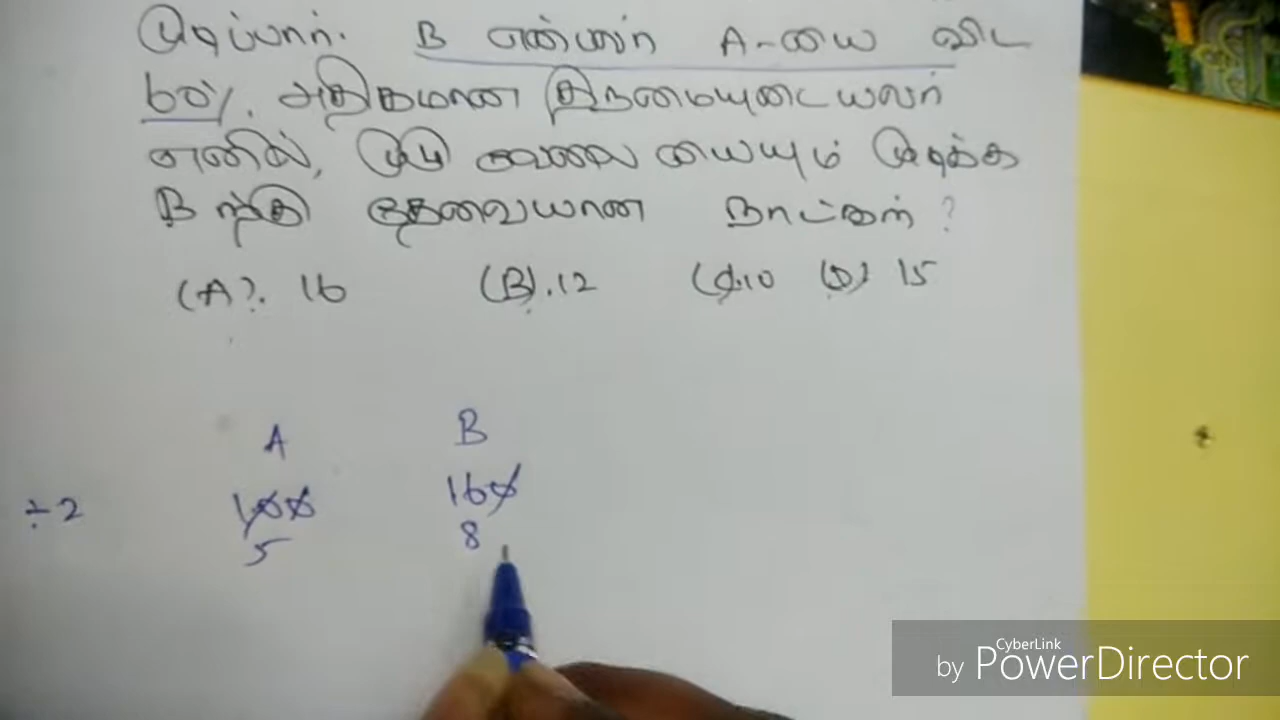 முடிப்பார். B என்பவர் A-யை விட
60%. அதிகமான திறமையுடையவர்
எனில், முழு வேலையையும் முடிக்க
B ந்கு தேவையான நாட்கள் ?
(A). 16 (B). 12 (C). 10 (D) 15
A B
÷2 100 160
5 8
CyberLink
by PowerDirector